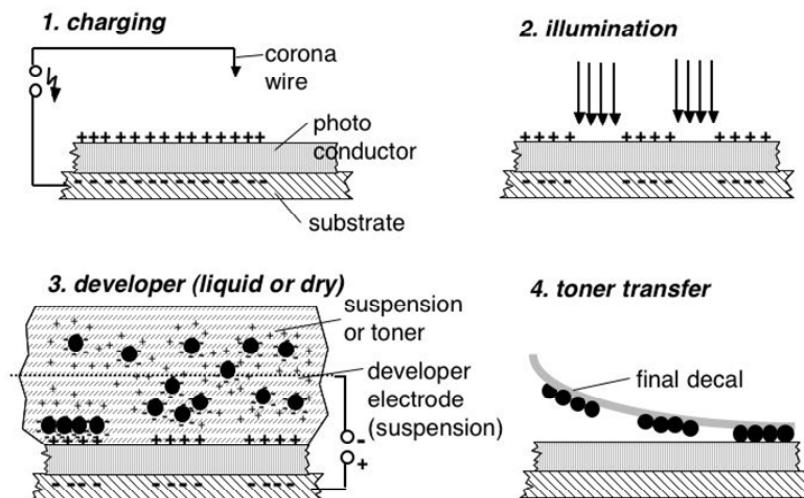 1. charging
corona
wire
photo
conductor
substrate
2. illumination
3. developer (liquid or dry)
suspension
or toner
developer
electrode
(suspension)
4. toner transfer
final decal